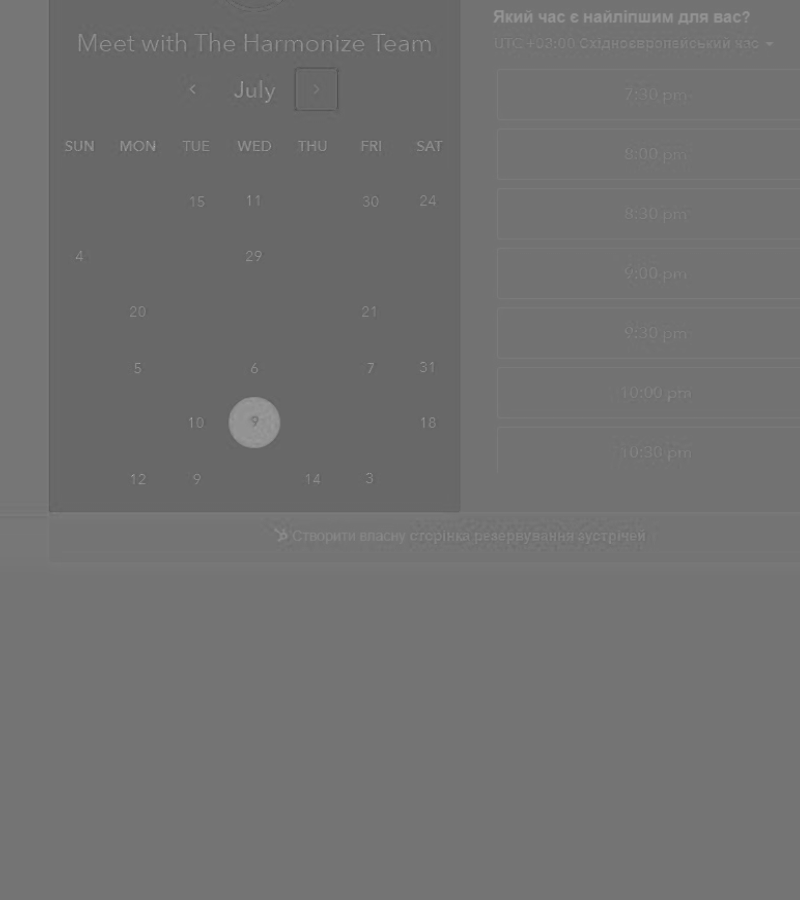 Meet with The Harmonize Team
July
SUN MON TUE WED THU FRI SAT
15 11 30 24
4 29
20 21
5 6 7 31
10 9 18
12 9 14 3
Який час є найліпшим для вас?
UTC +03:00 Східноєвропейський час
7:30 pm
8:00 pm
8:30 pm
9:00 pm
9:30 pm
10:00 pm
10:30 pm
Створити власну сторінка резервування зустрічей